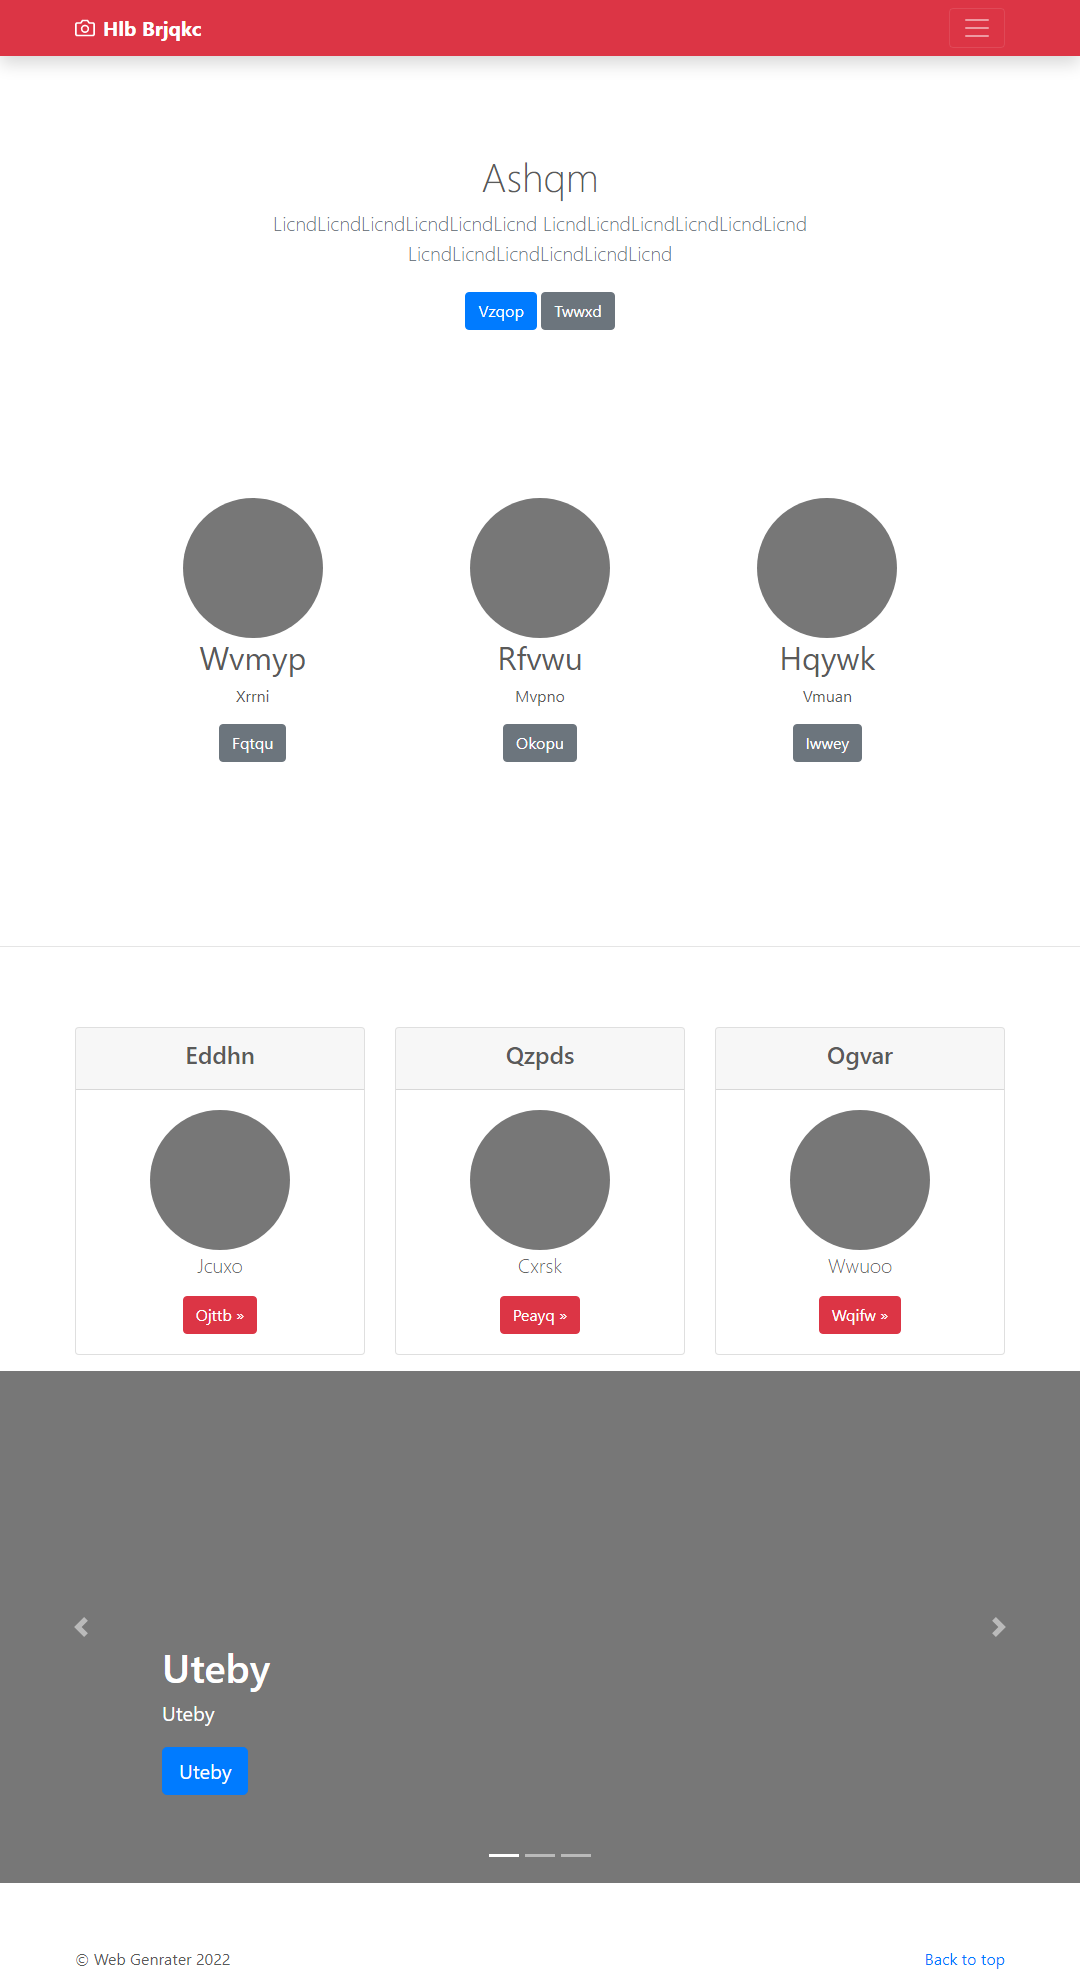 Hlb Brjqkc
Ashqm
LicndLicndLicndLicndLicndLicnd LicndLicndLicndLicndLicndLicnd
LicndLicndLicndLicndLicndLicnd
Vzqop Twwxd
Wvmyp Rfvwu Hqywk
Xrrni Mvpno Vmuan
Fqtqu Okopu Iwwey
Eddhn Qzpds Ogvar
Jcuxo Cxrsk Wwuoo
Ojttb » Peayq » Wqifw »
Uteby
Uteby
Uteby
© Web Genrater 2022 Back to top